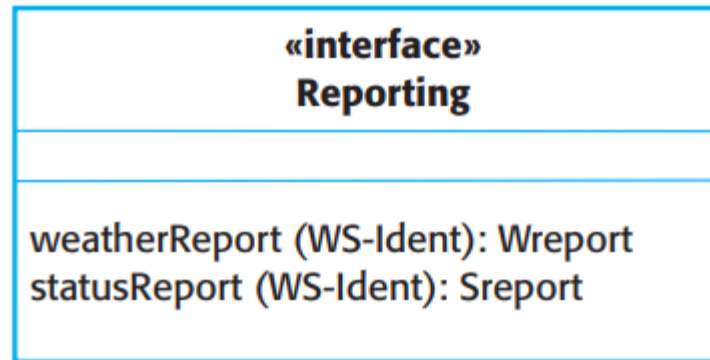 «interface»
Reporting
weatherReport (WS-Ident): Wreport
statusReport (WS-Ident): Sreport